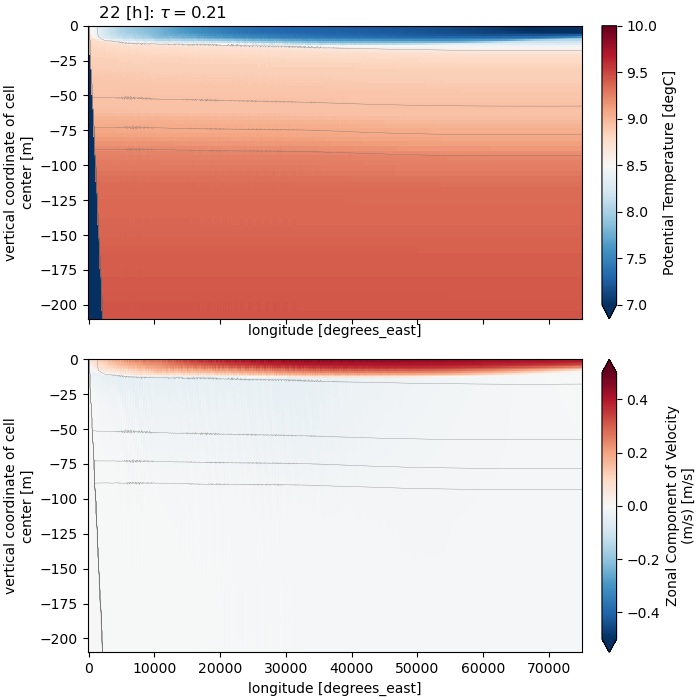 22 [h]: τ = 0.21
0
−25
−50
−75
−100
−125
−150
−175
−200
vertical coordinate of cell
center [m]
longitude [degrees_east]
10.0
9.5
9.0
8.5
8.0
7.5
7.0
Potential Temperature [degC]
0
−25
−50
−75
−100
−125
−150
−175
−200
vertical coordinate of cell
center [m]
0 10000 20000 30000 40000 50000 60000 70000
longitude [degrees_east]
0.4
0.2
0.0
−0.2
−0.4
Zonal Component of Velocity
(m/s) [m/s]